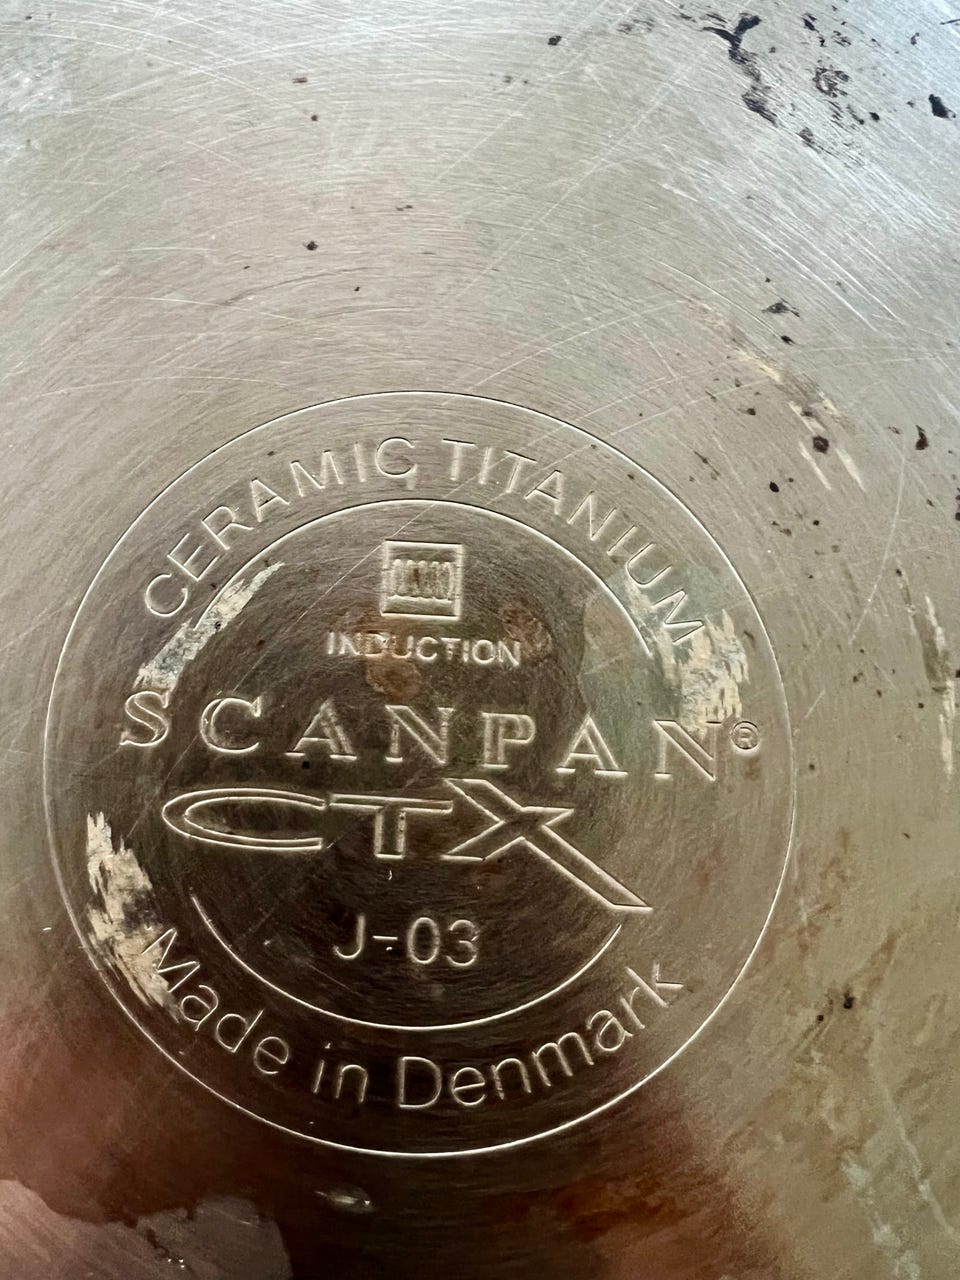 CERAMIC TITANIUM
INDUCTION
SCANPAN®
CTX
J-03
Made in Denmark